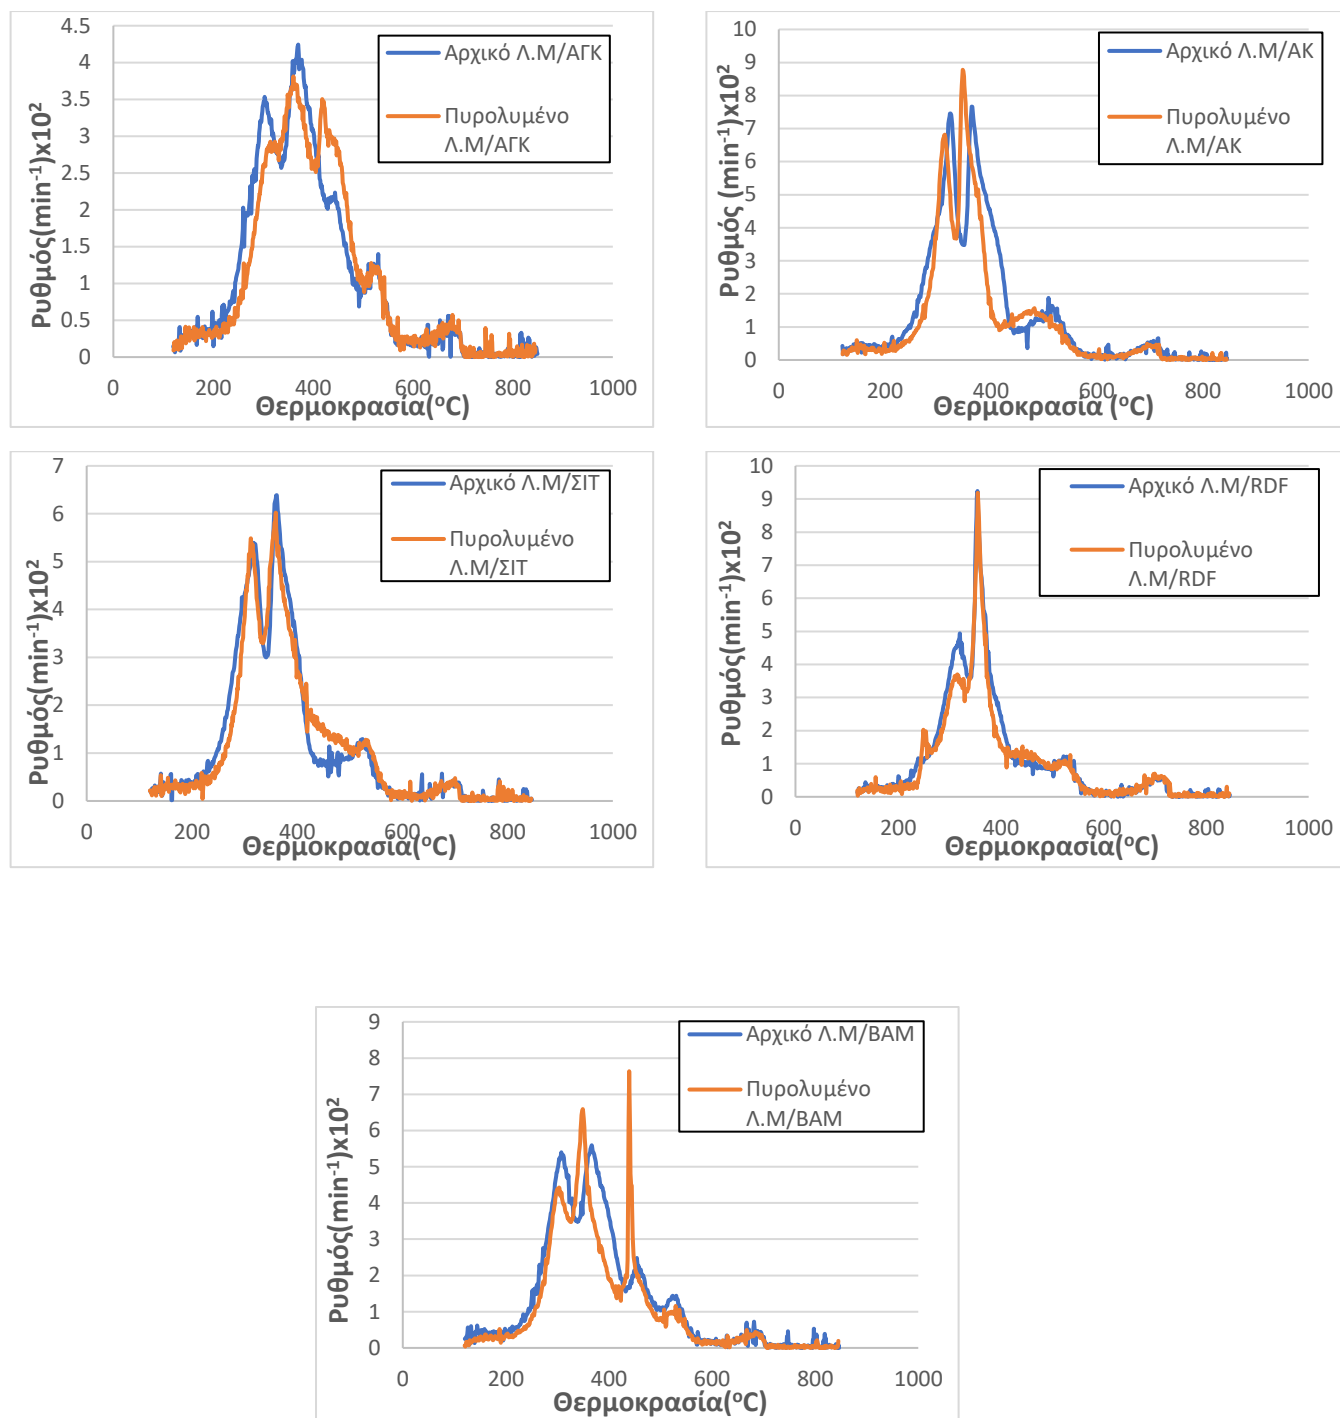 Ρυθμός(min⁻¹)x10²
4.5
4
3.5
3
2.5
2
1.5
1
0.5
0
0 200 400 600 800 1000
Θερμοκρασία(°C)
Αρχικό Λ.Μ/ΑΓΚ
Πυρολυμένο
Λ.Μ/ΑΓΚ
Ρυθμός (min⁻¹)x10²
10
9
8
7
6
5
4
3
2
1
0
0 200 400 600 800 1000
Θερμοκρασία (°C)
Αρχικό Λ.Μ/ΑΚ
Πυρολυμένο
Λ.Μ/ΑΚ
Ρυθμός(min⁻¹)x10²
7
6
5
4
3
2
1
0
0 200 400 600 800 1000
Θερμοκρασία(°C)
Αρχικό Λ.Μ/ΣΙΤ
Πυρολυμένο
Λ.Μ/ΣΙΤ
Ρυθμός(min⁻¹)x10²
10
9
8
7
6
5
4
3
2
1
0
0 200 400 600 800 1000
Θερμοκρασία(°C)
Αρχικό Λ.Μ/RDF
Πυρολυμένο
Λ.Μ/RDF
Ρυθμός(min⁻¹)x10²
9
8
7
6
5
4
3
2
1
0
0 200 400 600 800 1000
Θερμοκρασία(°C)
Αρχικό Λ.Μ/ΒΑΜ
Πυρολυμένο
Λ.Μ/ΒΑΜ